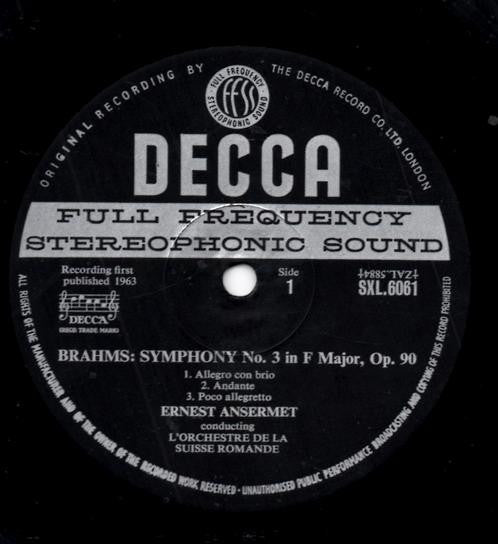 ORIGINAL RECORDING BY THE DECCA RECORD CO. LTD. LONDON
FULL FREQUENCY
FFSS
STEREOPHONIC SOUND
DECCA
FULL FREQUENCY
STEREOPHONIC SOUND
Recording first
published 1963
DECCA
(REGD. TRADE MARK)
Side
1
‡ZAL.5884‡
SXL.6061
BRAHMS: SYMPHONY No. 3 in F Major, Op. 90
1. Allegro con brio
2. Andante
3. Poco allegretto
ERNEST ANSERMET
conducting
L'ORCHESTRE DE LA
SUISSE ROMANDE
ALL RIGHTS OF THE MANUFACTURER AND OF THE OWNER OF THE RECORDED WORK RESERVED · UNAUTHORISED PUBLIC PERFORMANCE BROADCASTING AND COPYING OF THIS RECORD PROHIBITED